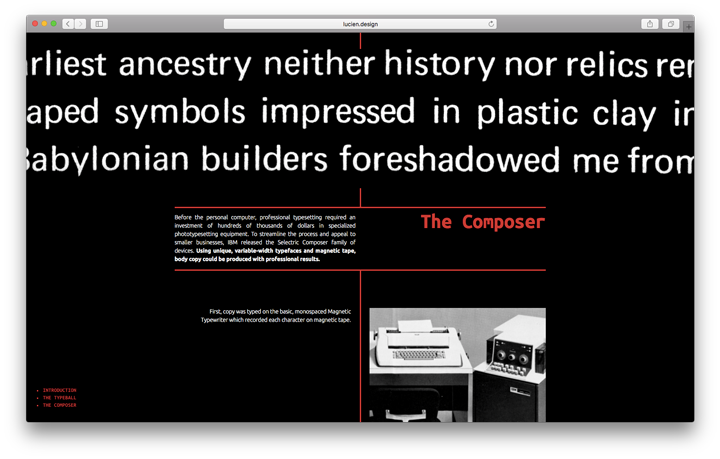 lucien.design
arliest ancestry neither history nor relics rer
aped symbols impressed in plastic clay in
Babylonian builders foreshadowed me from
Before the personal computer, professional typesetting required an
investment of hundreds of thousands of dollars in specialized
phototypesetting equipment. To streamline the process and appeal to
smaller businesses, IBM released the Selectric Composer family of
devices. Using unique, variable-width typefaces and magnetic tape,
body copy could be produced with professional results.
The Composer
First, copy was typed on the basic, monospaced Magnetic
Typewriter which recorded each character on magnetic tape.
INTRODUCTION
THE TYPEBALL
THE COMPOSER